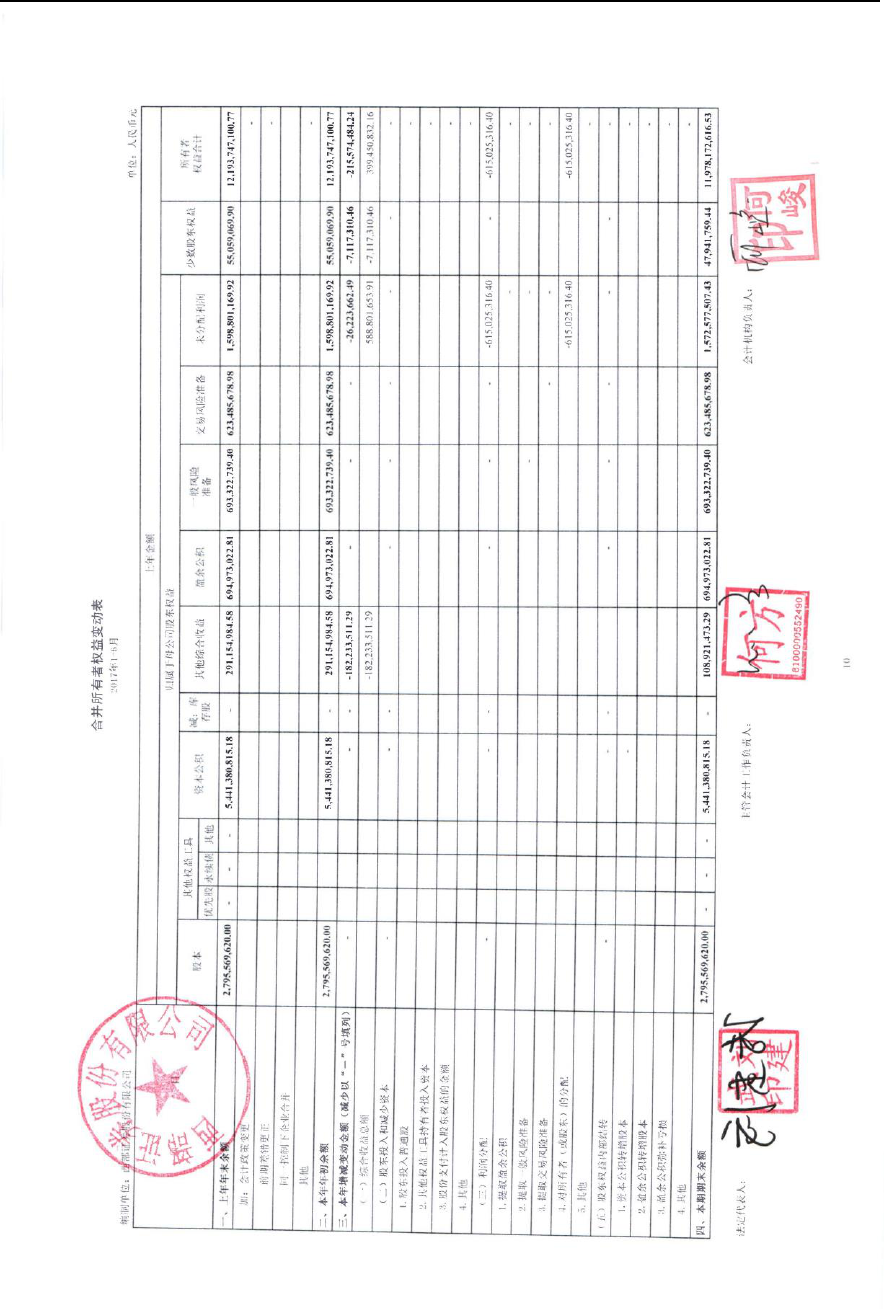 合并所有者权益变动表
2017年1-6月
编制单位：西部证券股份有限公司 单位：人民币元
上年金额
归属于母公司股东权益 少数股东权益 所有者权益合计
股本 其他权益工具 资本公积 减：库存股 其他综合收益 盈余公积 一般风险准备 交易风险准备 未分配利润
优先股 永续债 其他
一、上年年末余额 2,795,569,620.00 - - - 5,441,380,815.18 - 291,154,984.58 694,973,022.81 693,322,739.40 623,485,678.98 1,598,801,169.92 55,059,069.90 12,193,747,100.77
加：会计政策变更 -
前期差错更正 -
同一控制下企业合并
其他 -
二、本年年初余额 2,795,569,620.00 5,441,380,815.18 - 291,154,984.58 694,973,022.81 693,322,739.40 623,485,678.98 1,598,801,169.92 55,059,069.90 12,193,747,100.77
三、本年增减变动金额（减少以“－”号填列） - - - -182,233,511.29 - - - -26,223,662.49 -7,117,310.46 -215,574,484.24
（一）综合收益总额 -182,233,511.29 588,801,653.91 -7,117,310.46 399,450,832.16
（二）股东投入和减少资本 - - - - - - - - -
1. 股东投入普通股 -
2. 其他权益工具持有者投入资本 -
3. 股份支付计入股东权益的金额 -
4. 其他 -
（三）利润分配 - - - - - - -615,025,316.40 - -615,025,316.40
1. 提取盈余公积 - -
2. 提取一般风险准备 - - -
3. 提取交易风险准备 - -
4. 对所有者（或股东）的分配 -615,025,316.40 -615,025,316.40
5. 其他 -
（五）股东权益内部结转 - - - - - - - - -
1. 资本公积转增股本 - -
2. 盈余公积转增股本 -
3. 盈余公积弥补亏损 -
4. 其他 -
四、本期期末余额 2,795,569,620.00 - - - 5,441,380,815.18 - 108,921,473.29 694,973,022.81 693,322,739.40 623,485,678.98 1,572,577,507.43 47,941,759.44 11,978,172,616.53
法定代表人： 主管会计工作负责人： 会计机构负责人：
何方
8100000552490
何峻
印
10